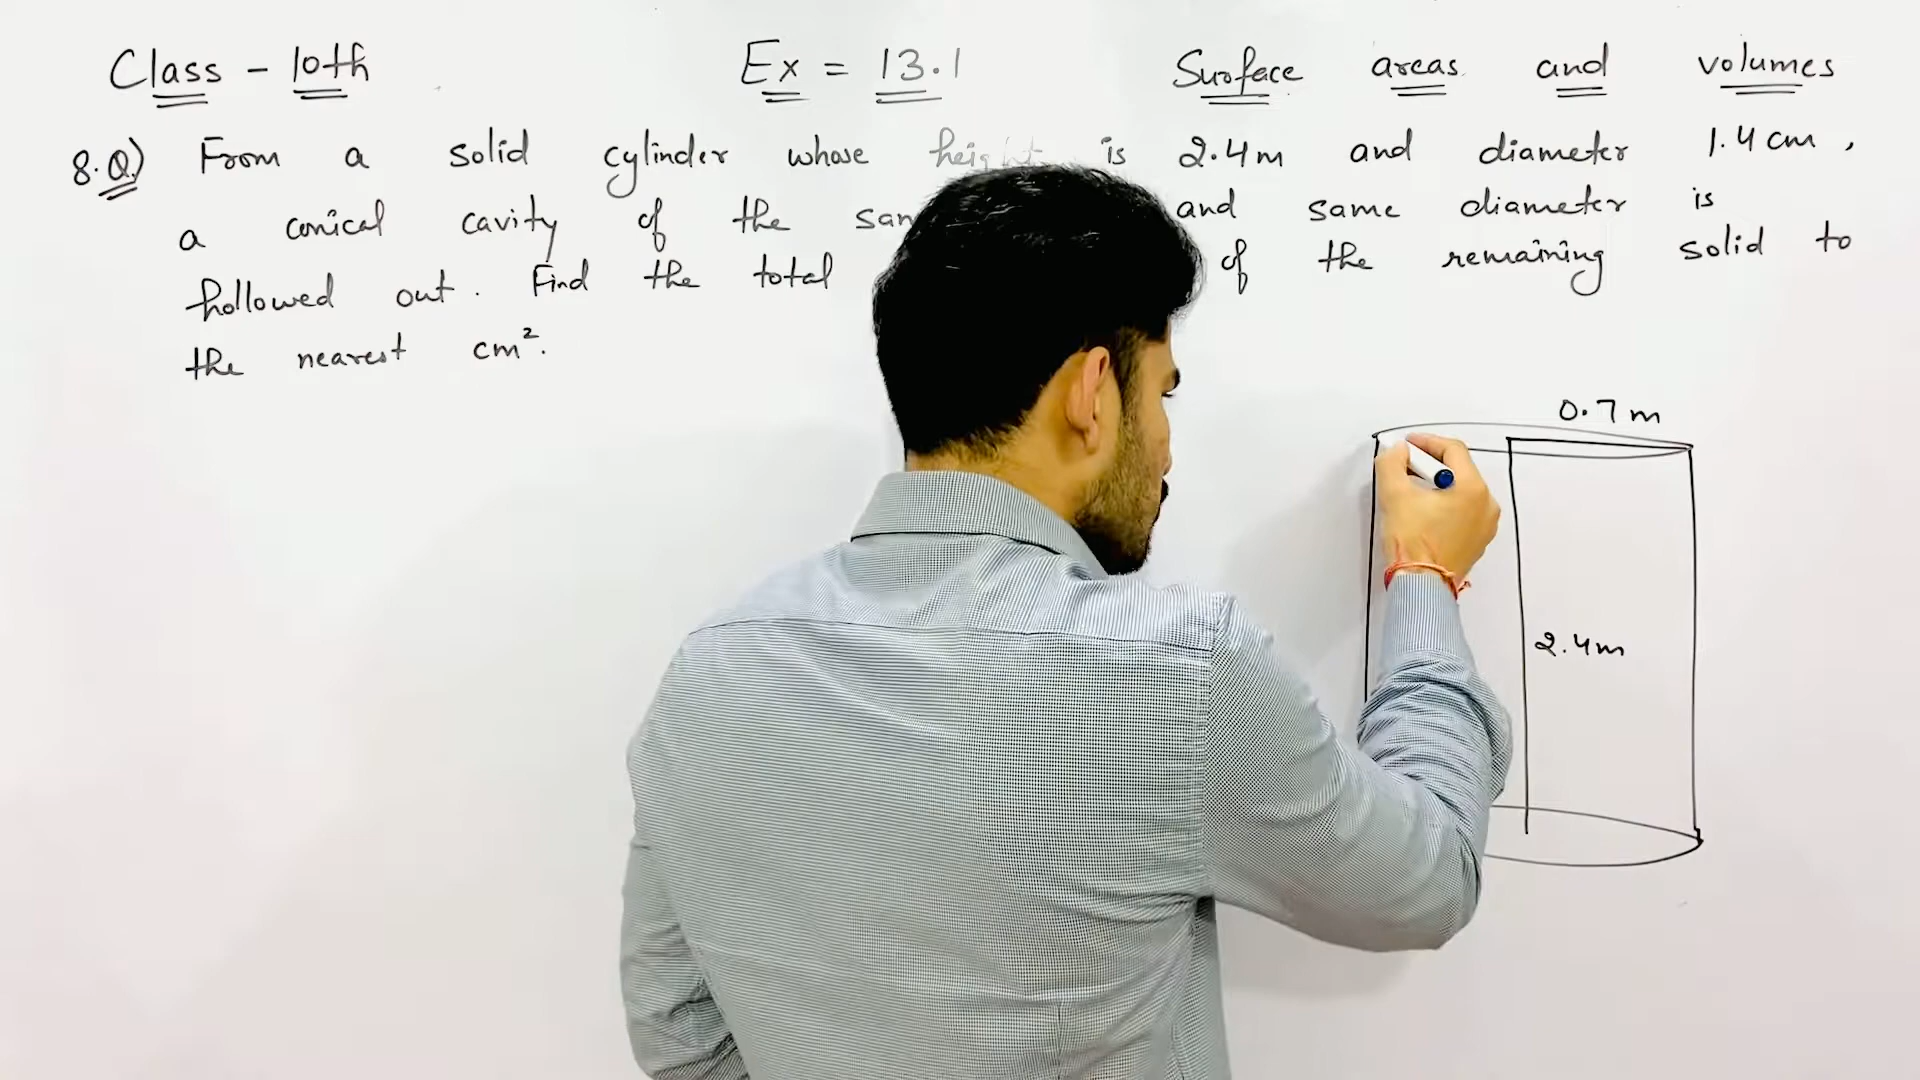 Class - 10th Ex = 13.1 Surface areas and volumes
8.Q) From a solid cylinder whose height is 2.4m and diameter 1.4 cm,
a conical cavity of the and same diameter is
hollowed out. Find the total of the remaining solid to
the nearest cm².
0.7 m
2.4m